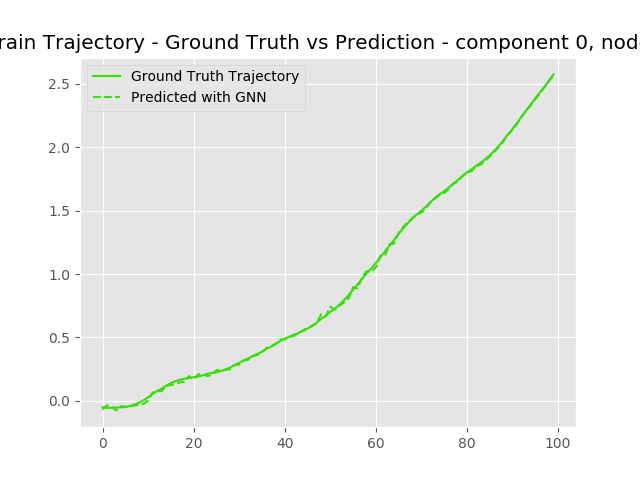 rain Trajectory - Ground Truth vs Prediction - component 0, nod
Ground Truth Trajectory
Predicted with GNN
2.5
2.0
1.5
1.0
0.5
0.0
0 20 40 60 80 100